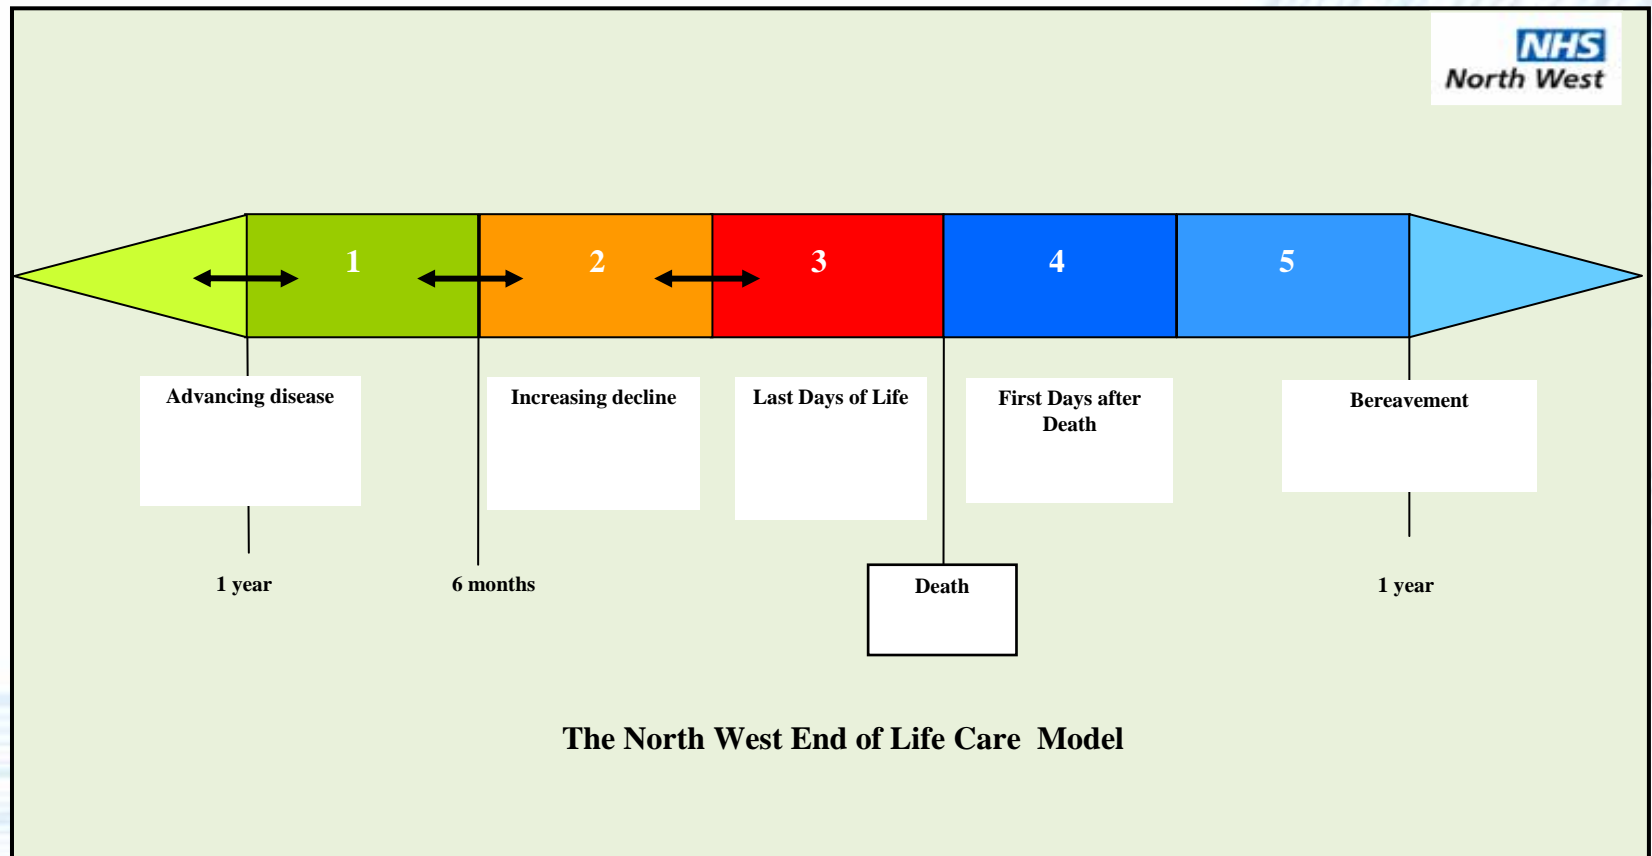 NHS
North West
1
2
3
4
5
Advancing disease
Increasing decline
Last Days of Life
First Days after
Death
Bereavement
1 year
6 months
Death
1 year
The North West End of Life Care Model